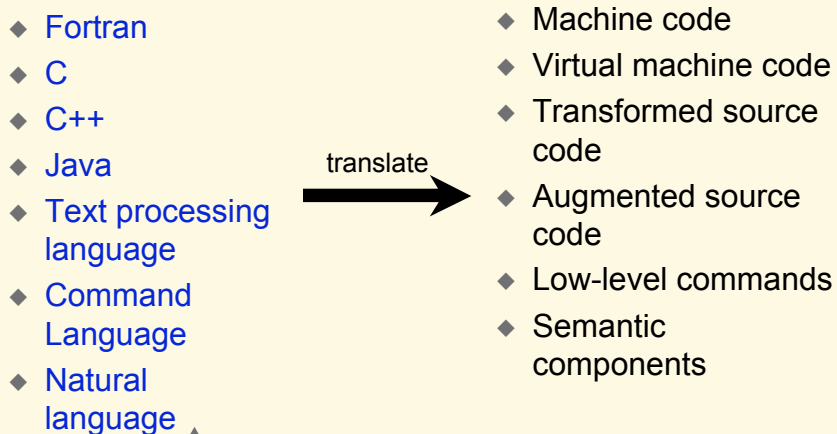 Fortran
C
C++
Java
Text processing
language
Command
Language
Natural
language
translate
Machine code
Virtual machine code
Transformed source
code
Augmented source
code
Low-level commands
Semantic
components